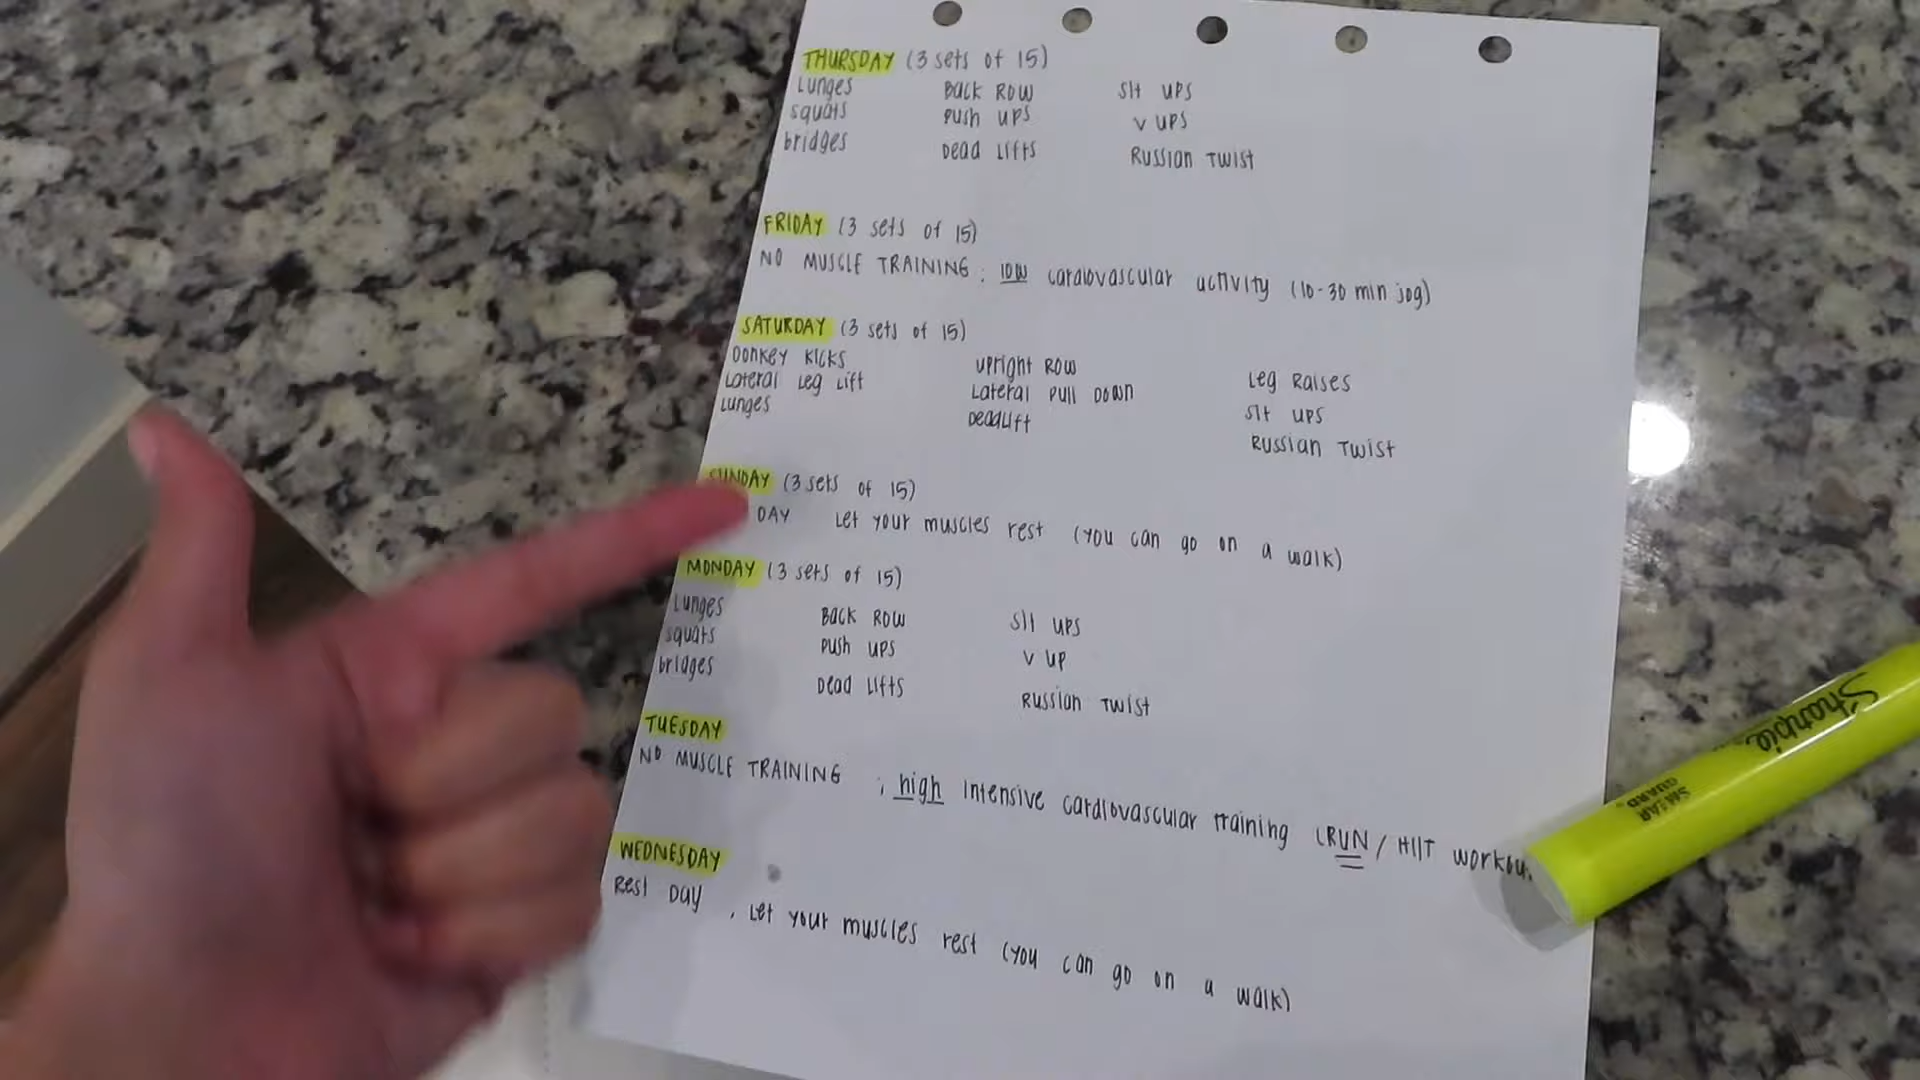 THURSDAY (3 sets of 15)
Lunges BACK ROW SIt UPS
squats PUSH UPS V UPS
bridges DEAD LIFTS RUSSIAN TWIST
FRIDAY (3 sets of 15)
NO MUSCLE TRAINING : low cardiovascular activity (10-30 min jog)
SATURDAY (3 sets of 15)
DONKEY KICKS UPRIGHT ROW Leg Raises
Lateral Leg Lift Lateral Pull DOWN SIt UPS
Lunges Deadlift RUSSIAN TWIST
SUNDAY (3 sets of 15)
DAY Let your muscles rest (you can go on a walk)
MONDAY (3 sets of 15)
Lunges BACK ROW SIt UPS
squats PUSH UPS V UP
bridges Dead Lifts RUSSIAN TWIST
TUESDAY
NO MUSCLE TRAINING ; high intensive cardiovascular training (RUN / HIIT
WEDNESDAY
Rest Day , Let your muscles rest (you can go on a walk)
Sharpie
SMEAR
GUARD